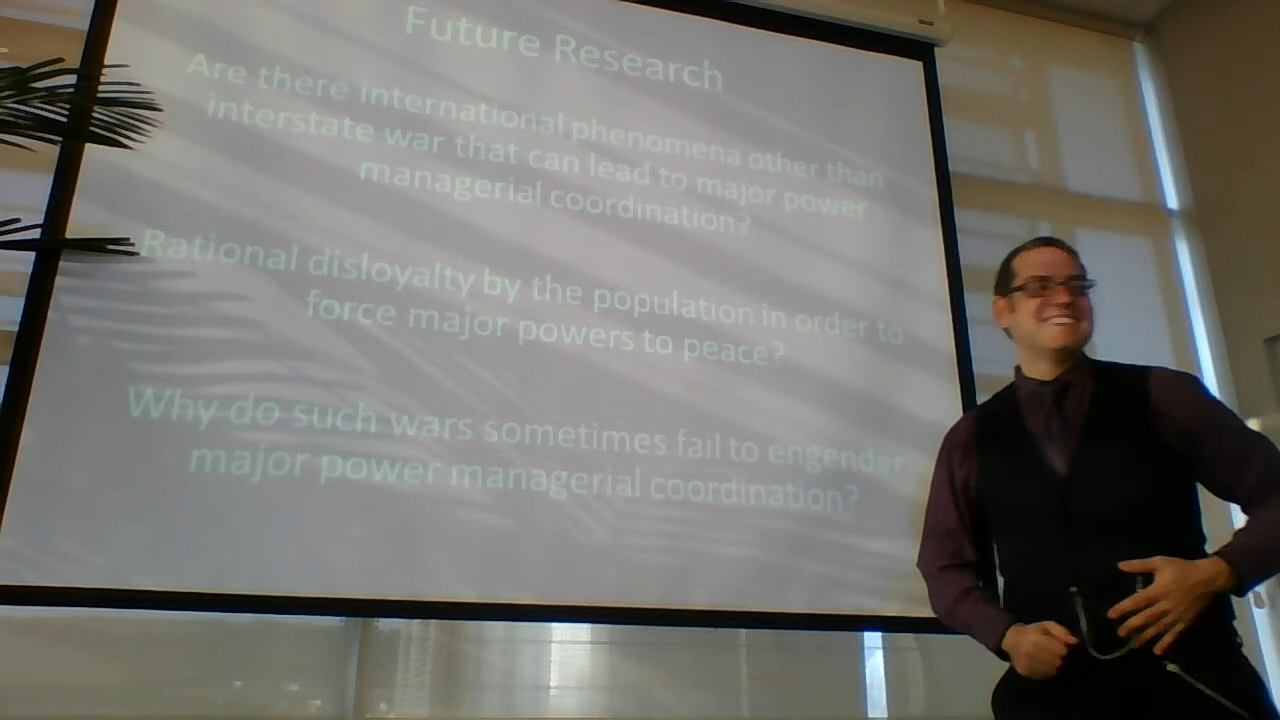 Future Research
Are there international phenomena other than
interstate war that can lead to major power
managerial coordination?
Rational disloyalty by the population in order to
force major powers to peace?
Why do such wars sometimes fail to engender
major power managerial coordination?